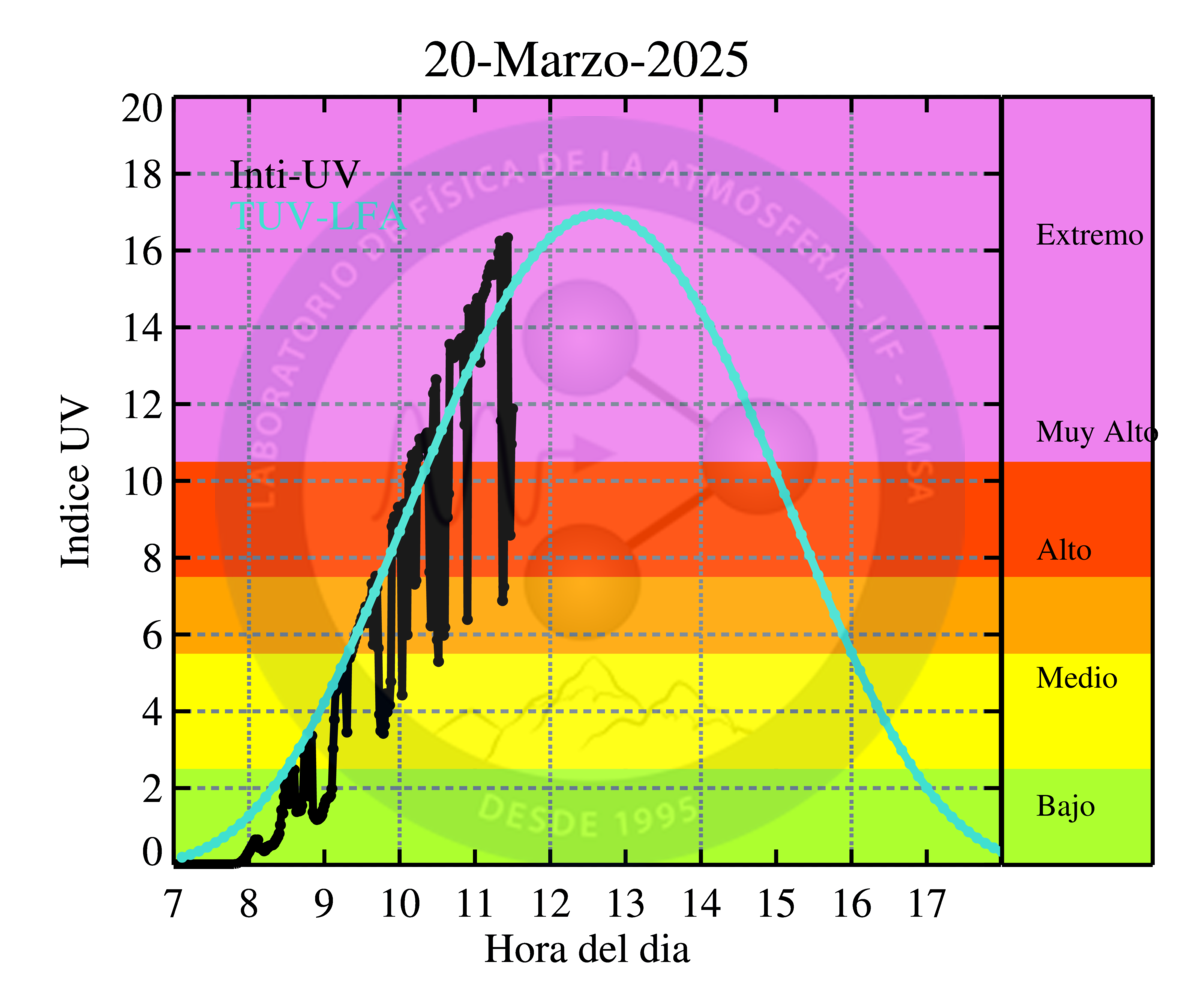 20-Marzo-2025
Inti-UV
TUV-LFA
LABORATORIO DE FÍSICA DE LA ATMÓSFERA - IIF - UMSA
DESDE 1995
Indice UV
20
18
16
14
12
10
8
6
4
2
0
Extremo
Muy Alto
Alto
Medio
Bajo
7 8 9 10 11 12 13 14 15 16 17
Hora del dia